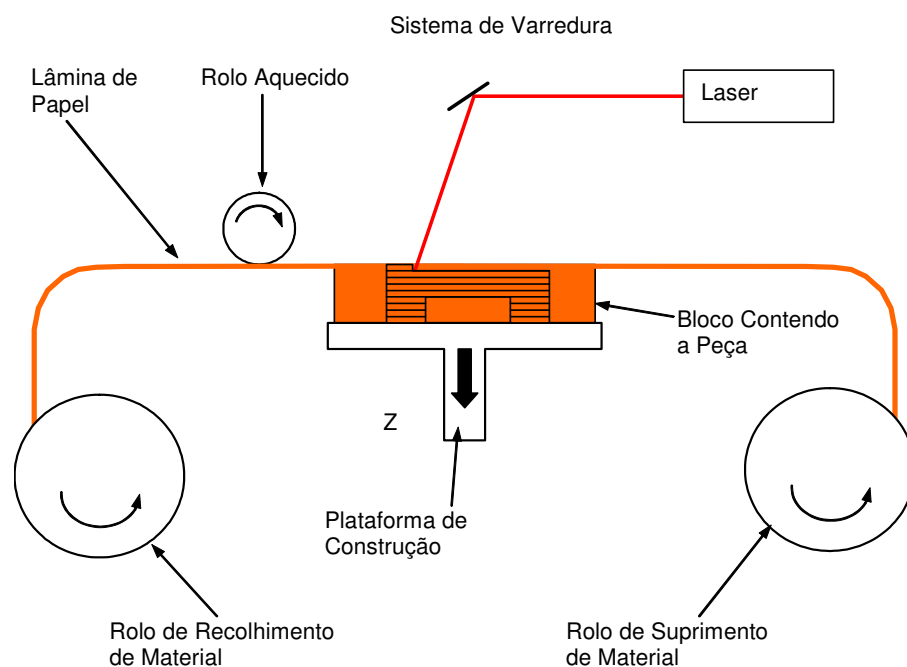 Sistema de Varredura
Lâmina de
Papel
Rolo Aquecido
Laser
Bloco Contendo
a Peça
Z
Plataforma de
Construção
Rolo de Recolhimento
de Material
Rolo de Suprimento
de Material